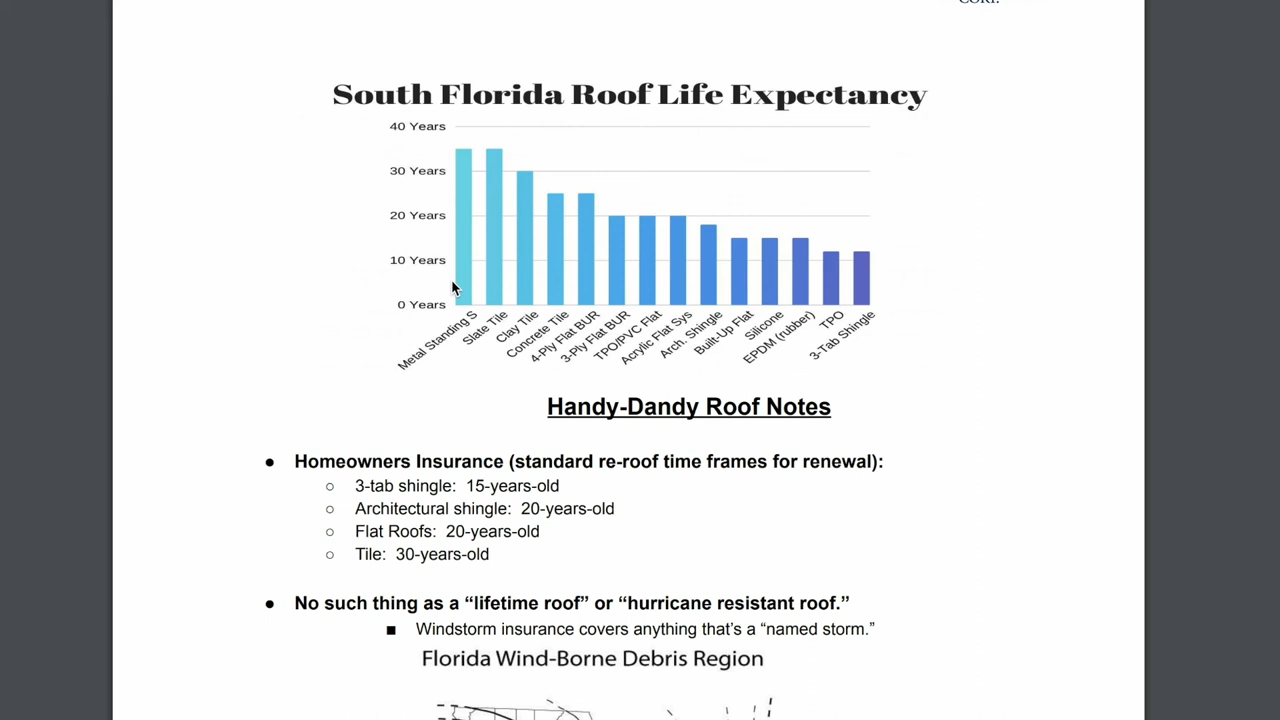 CORP.
South Florida Roof Life Expectancy
40 Years
30 Years
20 Years
10 Years
0 Years
Metal Standing S
Slate Tile
Clay Tile
Concrete Tile
4-Ply Flat BUR
3-Ply Flat BUR
TPO/PVC Flat
Acrylic Flat Sys
Arch. Shingle
Built-Up Flat
Silicone
EPDM (rubber)
TPO
3-Tab Shingle
Handy-Dandy Roof Notes
● Homeowners Insurance (standard re-roof time frames for renewal):
○ 3-tab shingle: 15-years-old
○ Architectural shingle: 20-years-old
○ Flat Roofs: 20-years-old
○ Tile: 30-years-old
● No such thing as a “lifetime roof” or “hurricane resistant roof.”
■ Windstorm insurance covers anything that’s a “named storm.”
Florida Wind-Borne Debris Region